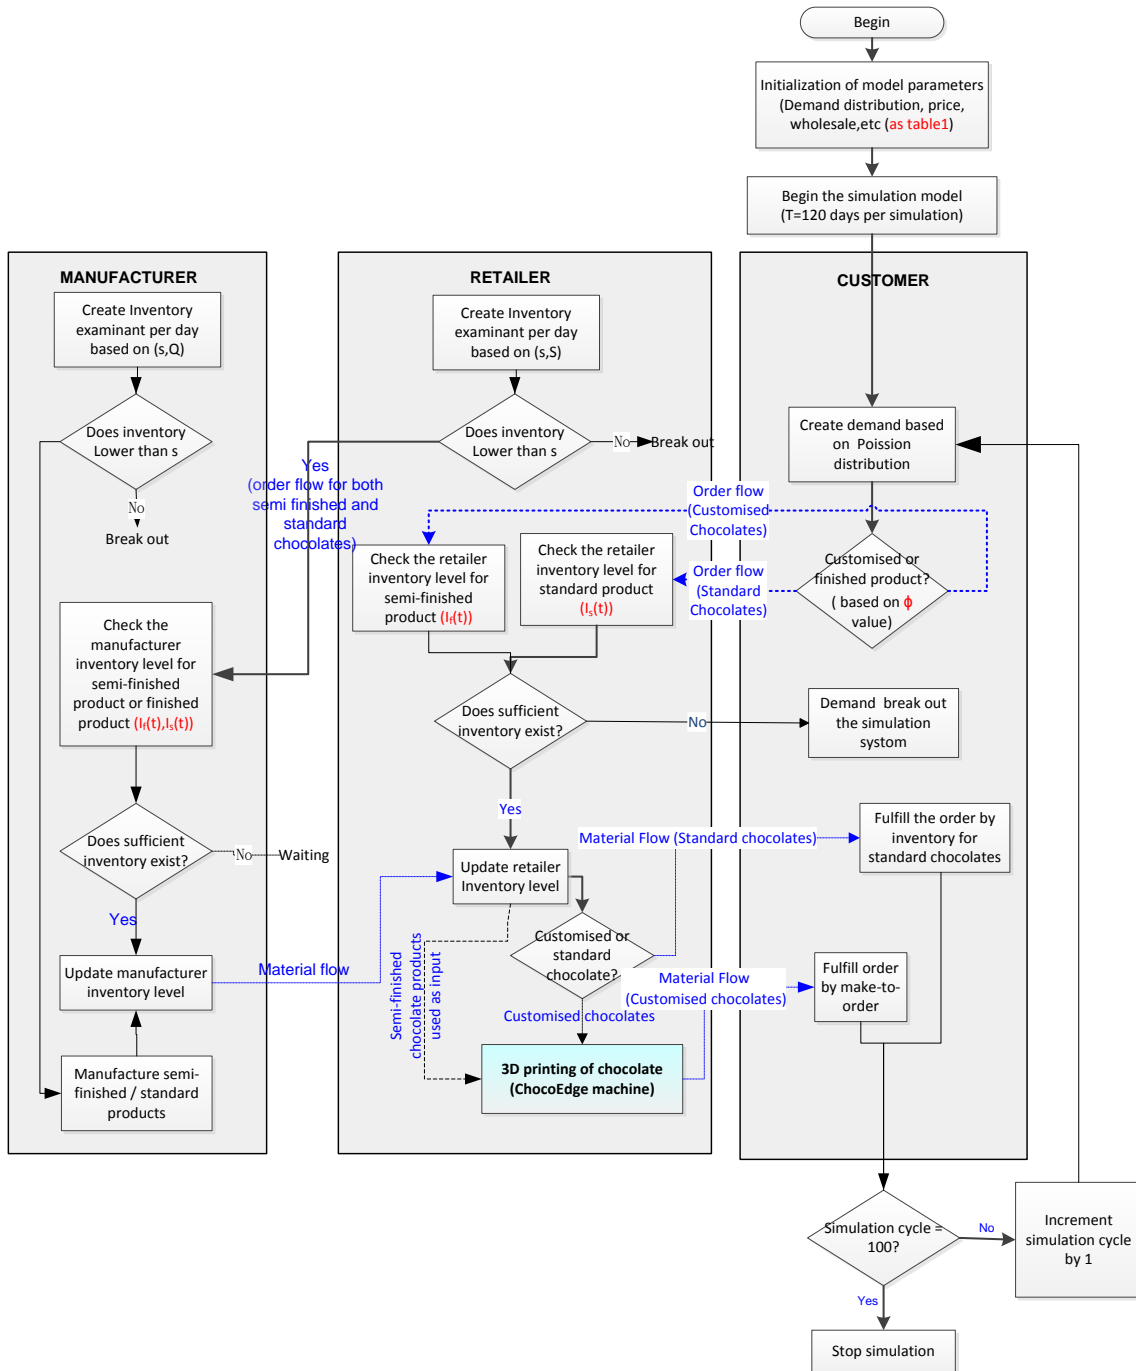 Begin
Initialization of model parameters
(Demand distribution, price,
wholesale,etc (as table1)
Begin the simulation model
(T=120 days per simulation)
MANUFACTURER
Create Inventory
examinant per day
based on (s,Q)
Does inventory
Lower than s
No
Break out
Check the
manufacturer
inventory level for
semi-finished
product or finished
product (If(t),Is(t))
Does sufficient
inventory exist?
No
Waiting
Yes
Update manufacturer
inventory level
Manufacture semi-
finished / standard
products
Material flow
RETAILER
Create Inventory
examinant per day
based on (s,S)
Does inventory
Lower than s
No
Break out
Yes
(order flow for both
semi finished and
standard
chocolates)
Check the retailer
inventory level for
semi-finished
product (If(t))
Check the retailer
inventory level for
standard product
(Is(t))
Does sufficient
inventory exist?
No
Yes
Update retailer
Inventory level
Customised or
standard
chocolate?
Semi-finished
chocolate products
used as input
Customised chocolates
3D printing of chocolate
(ChocoEdge machine)
Material Flow (Standard chocolates)
Material Flow
(Customised chocolates)
CUSTOMER
Create demand based
on Poission
distribution
Order flow
(Customised
Chocolates)
Order flow
(Standard
Chocolates)
Customised or
finished product?
( based on ϕ
value)
Demand break out
the simulation
systom
Fulfill the order by
inventory for
standard chocolates
Fulfill order
by make-to-
order
Simulation cycle =
100?
No
Increment
simulation cycle
by 1
Yes
Stop simulation